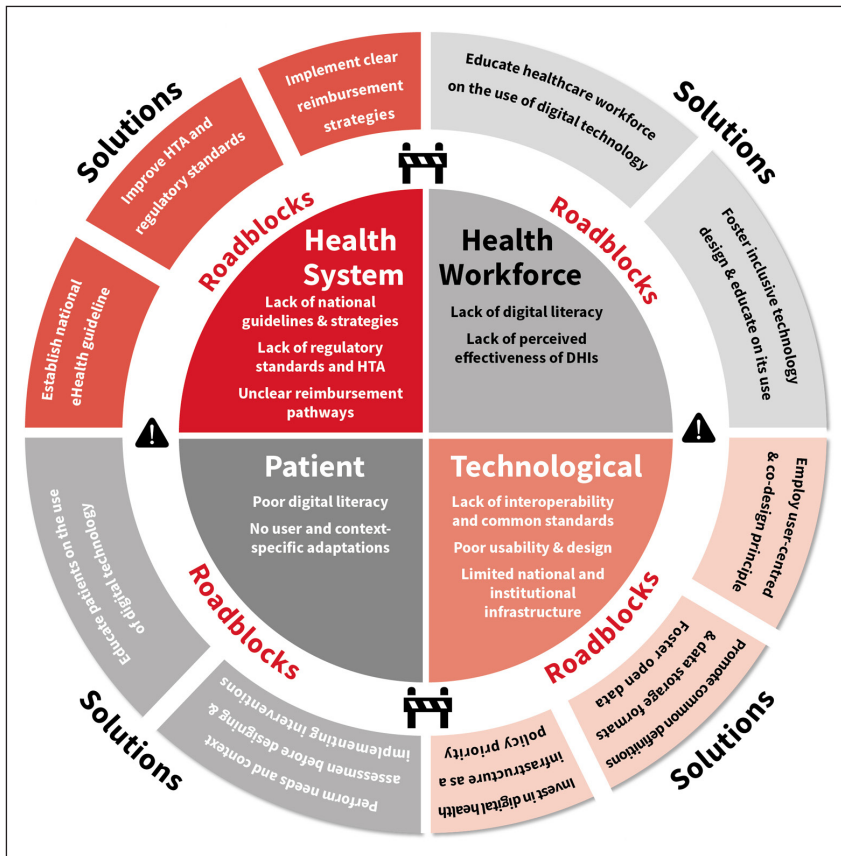 Solutions
Implement clear
reimbursement
strategies
Improve HTA and
regulatory standards
Establish national
eHealth guideline
Educate healthcare workforce
on the use of digital technology
Solutions
Foster inclusive technology
design & educate on its use
Roadblocks
Health
System
Lack of national
guidelines & strategies
Lack of regulatory
standards and HTA
Unclear reimbursement
pathways
Roadblocks
Health
Workforce
Lack of digital literacy
Lack of perceived
effectiveness of DHIs
Patient
Poor digital literacy
No user and context-
specific adaptations
Roadblocks
Technological
Lack of interoperability
and common standards
Poor usability & design
Limited national and
institutional
infrastructure
Roadblocks
Educate patients on the use
of digital technology
Perform needs and context
assessmen before designing &
implementing interventions
Solutions
Employ user-centred
& co-design principle
Promote common definitions
& data storage formats
Foster open data
Invest in digital health
infrastructure as a
policy priority
Solutions